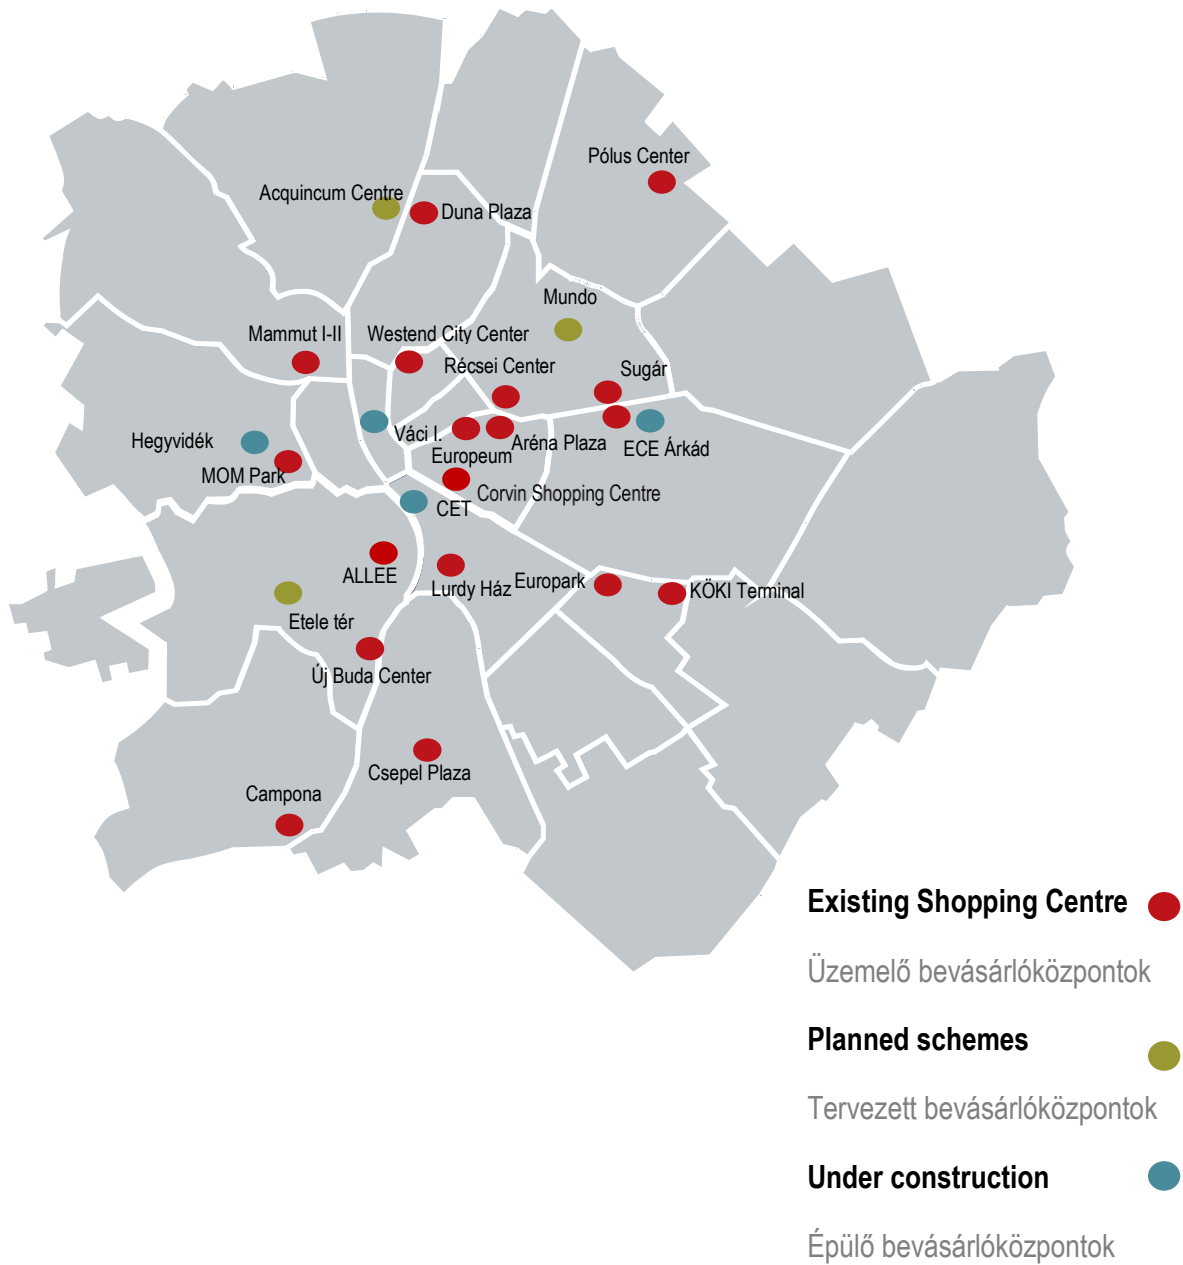 Pólus Center
Acquincum Centre
Duna Plaza
Mundo
Mammut I-II
Westend City Center
Récsei Center
Sugár
Hegyvidék
Váci I.
Aréna Plaza
ECE Árkád
Europeum
MOM Park
Corvin Shopping Centre
CET
ALLEE
Lurdy Ház
Europark
KÖKI Terminal
Etele tér
Új Buda Center
Csepel Plaza
Campona
Existing Shopping Centre
Üzemelő bevásárlóközpontok
Planned schemes
Tervezett bevásárlóközpontok
Under construction
Épülő bevásárlóközpontok